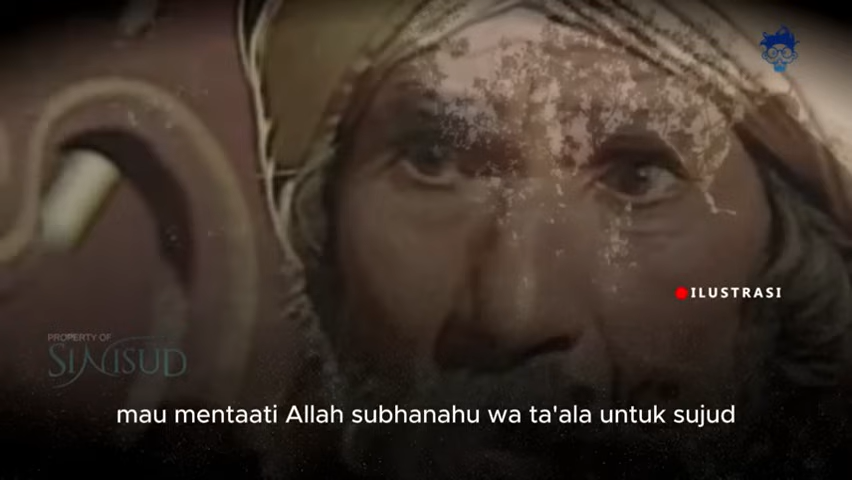 ILUSTRASI
PROPERTY OF
SINISUD
mau mentaati Allah subhanahu wa ta'ala untuk sujud